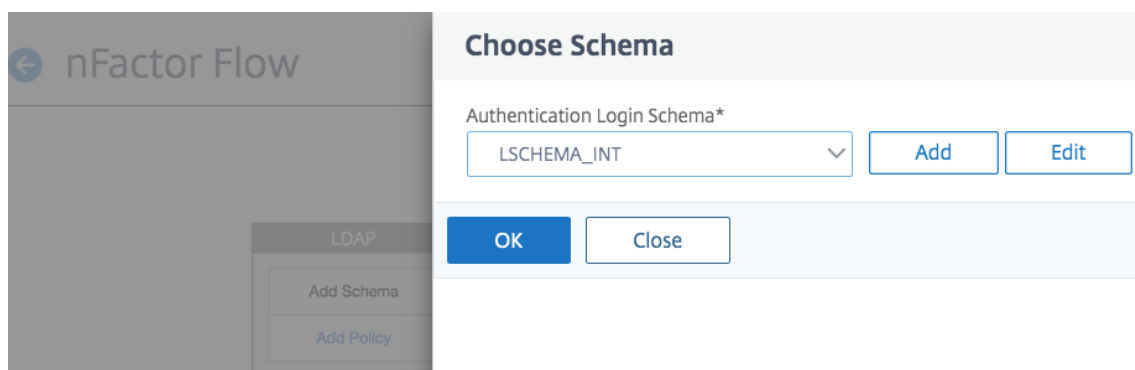 nFactor Flow
LDAP
Add Schema
Add Policy
Choose Schema
Authentication Login Schema*
LSCHEMA_INT
Add
Edit
OK
Close